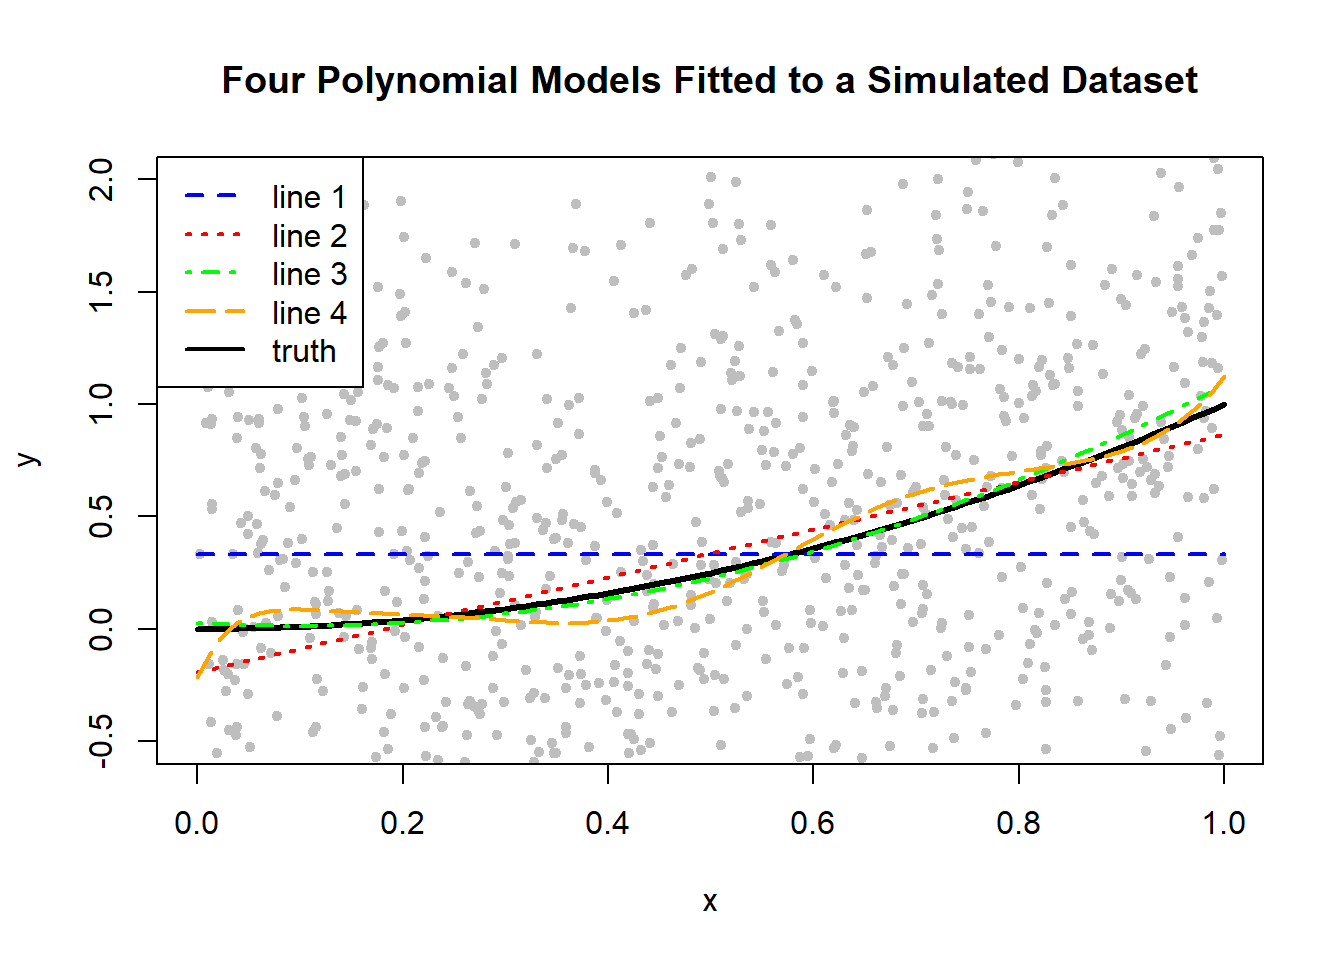 Four Polynomial Models Fitted to a Simulated Dataset
y
2.0
1.5
1.0
0.5
0.0
-0.5
line 1
line 2
line 3
line 4
truth
0.0 0.2 0.4 0.6 0.8 1.0
x